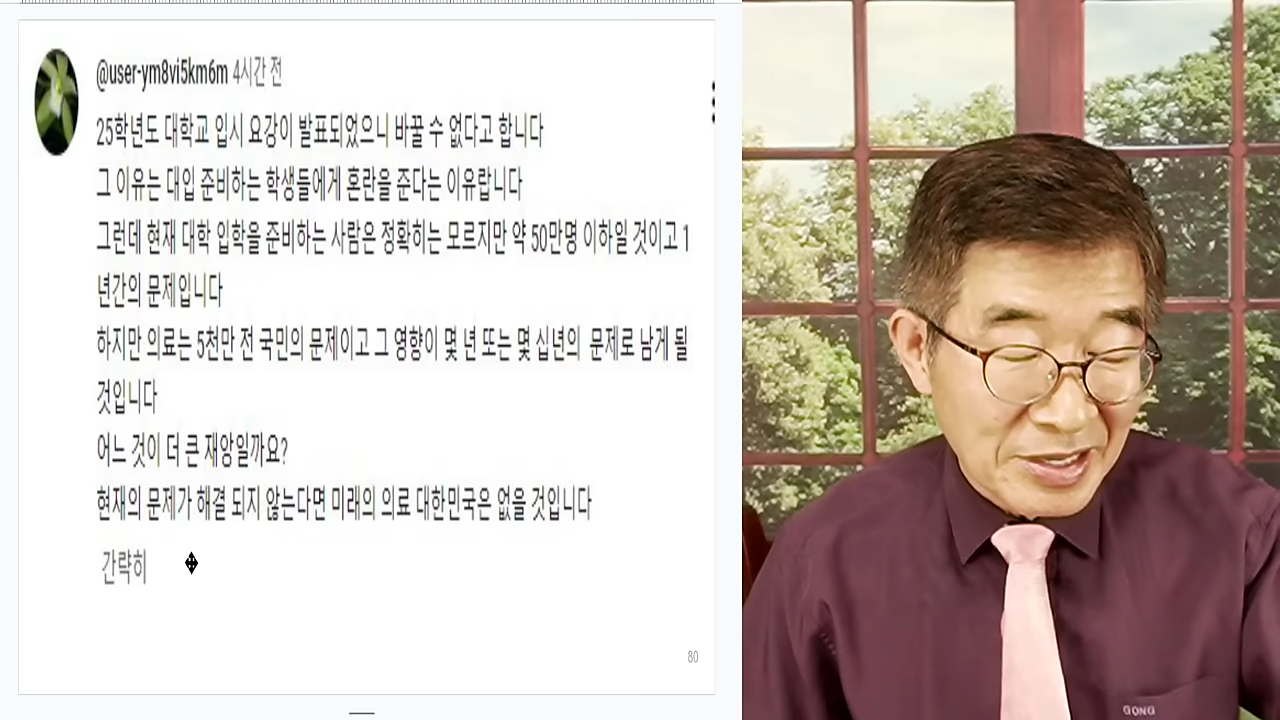 @user-ym8vi5km6m 4시간 전
25학년도 대학교 입시 요강이 발표되었으니 바꿀 수 없다고 합니다
그 이유는 대입 준비하는 학생들에게 혼란을 준다는 이유랍니다
그런데 현재 대학 입학을 준비하는 사람은 정확히는 모르지만 약 50만명 이하일 것이고 1
년간의 문제입니다
하지만 의료는 5천만 전 국민의 문제이고 그 영향이 몇 년 또는 몇 십년의 문제로 남게 될
것입니다
어느 것이 더 큰 재앙일까요?
현재의 문제가 해결 되지 않는다면 미래의 의료 대한민국은 없을 것입니다
간략히
80
GONG